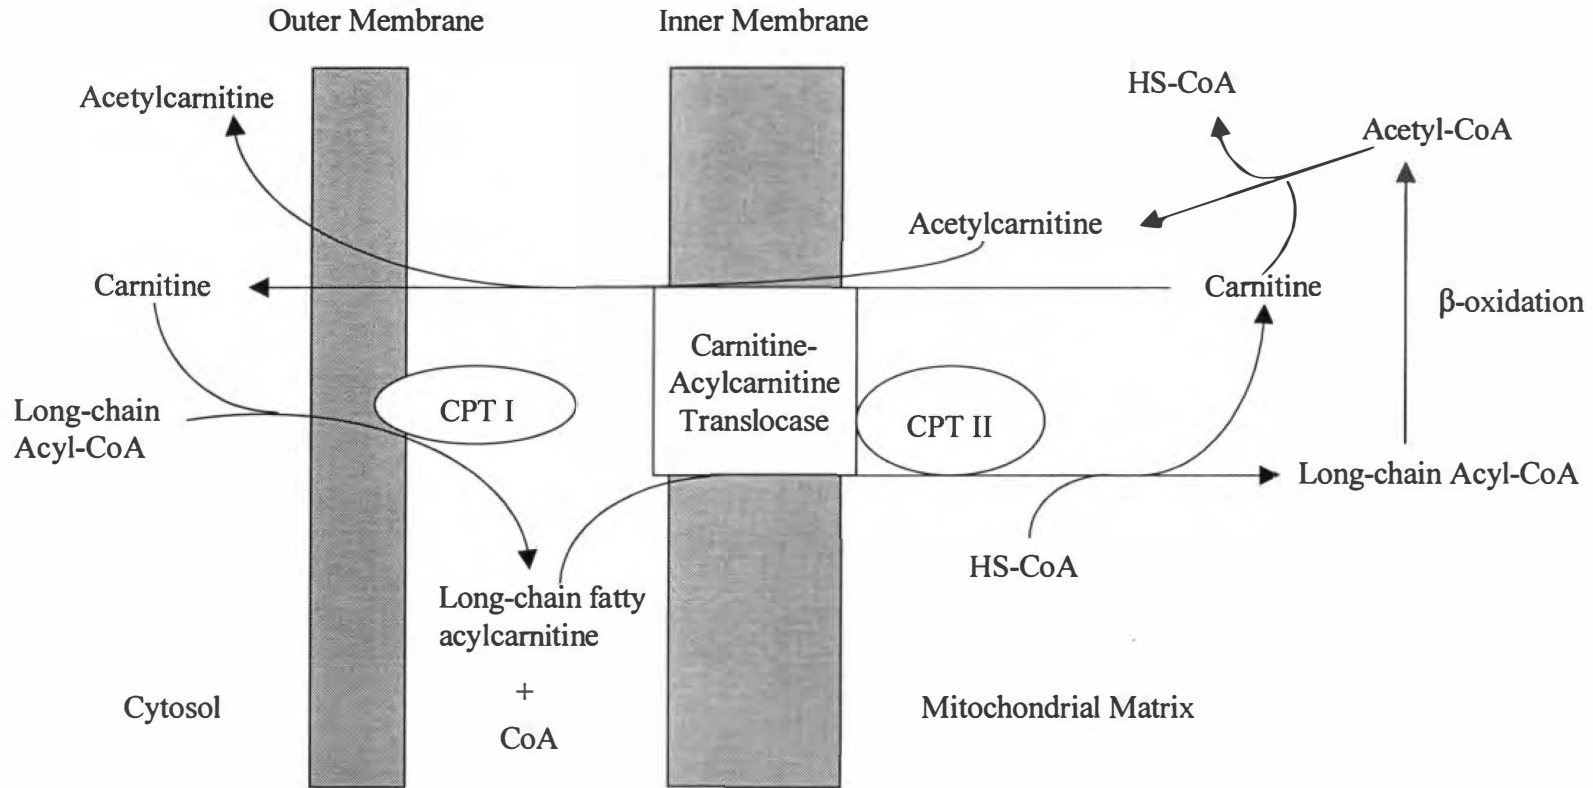 Outer Membrane
Inner Membrane
Acetylcarnitine
HS-CoA
Acetyl-CoA
Acetylcarnitine
Carnitine
Carnitine
β-oxidation
Carnitine-
Acylcarnitine
Translocase
CPT I
CPT II
Long-chain
Acyl-CoA
Long-chain Acyl-CoA
HS-CoA
Long-chain fatty
acylcarnitine
+
CoA
Cytosol
Mitochondrial Matrix